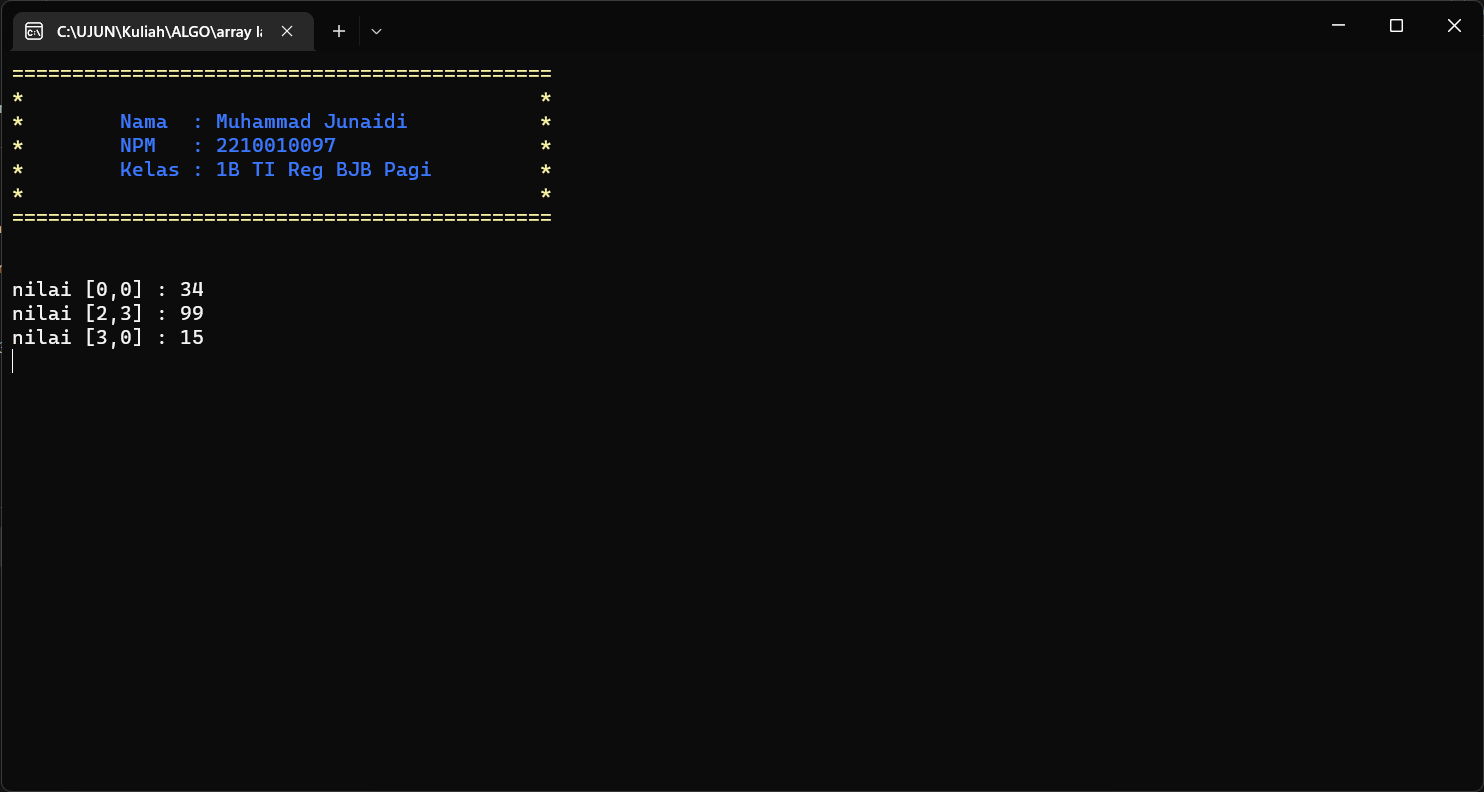 C:\UJUN\Kuliah\ALGO\array
=============================================
*                                           *
*        Nama  : Muhammad Junaidi           *
*        NPM   : 2210010097                 *
*        Kelas : 1B TI Reg BJB Pagi         *
*                                           *
=============================================
nilai [0,0] : 34
nilai [2,3] : 99
nilai [3,0] : 15